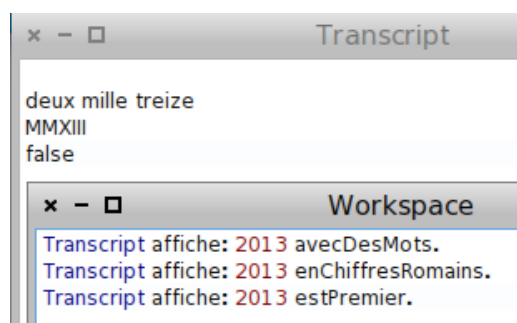 Transcript
deux mille treize
MMXIII
false
Workspace
Transcript affiche: 2013 avecDesMots.
Transcript affiche: 2013 enChiffresRomains.
Transcript affiche: 2013 estPremier.